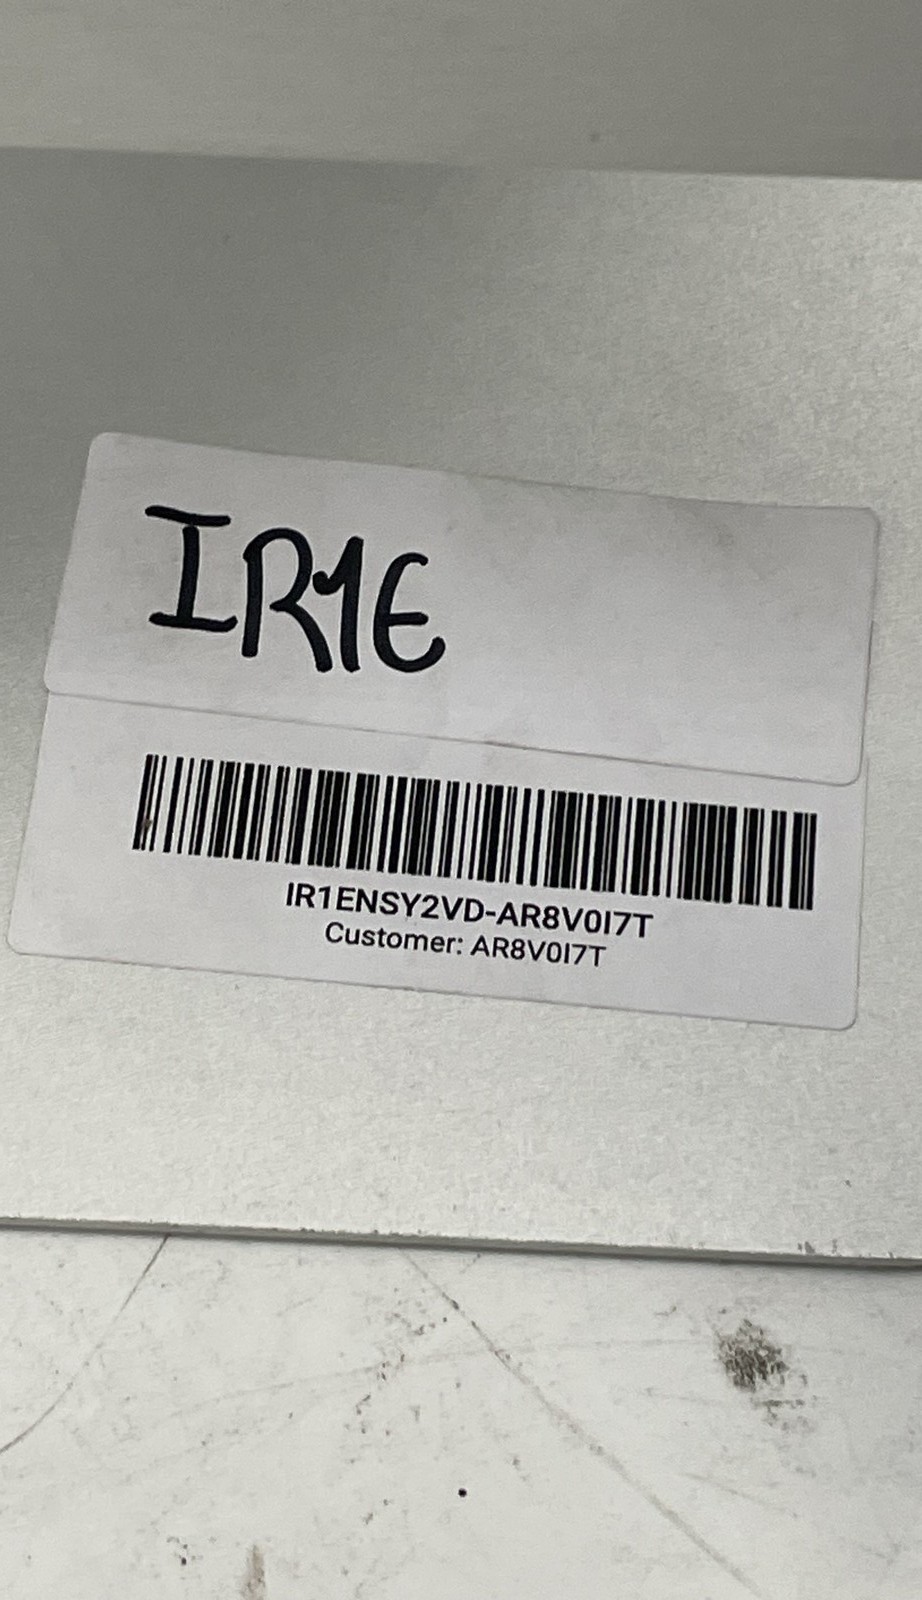 IR1E
IR1ENSY2VD-AR8V0I7T
Customer: AR8V0I7T